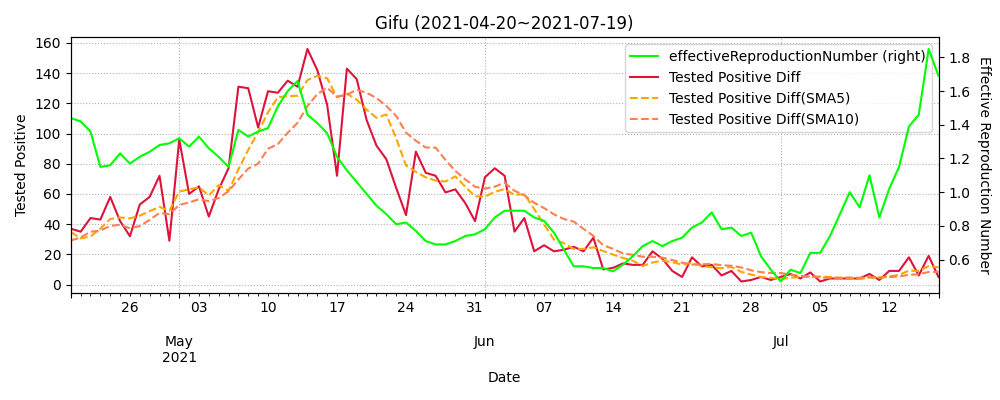 Gifu (2021-04-20~2021-07-19)
effectiveReproductionNumber (right)
Tested Positive Diff
Tested Positive Diff(SMA5)
Tested Positive Diff(SMA10)
Tested Positive
160
140
120
100
80
60
40
20
0
1.8
1.6
1.4
1.2
1.0
0.8
0.6
Effective Reproduction Number
26 03 10 17 24 31 07 14 21 28 05 12
May Jun Jul
2021
Date